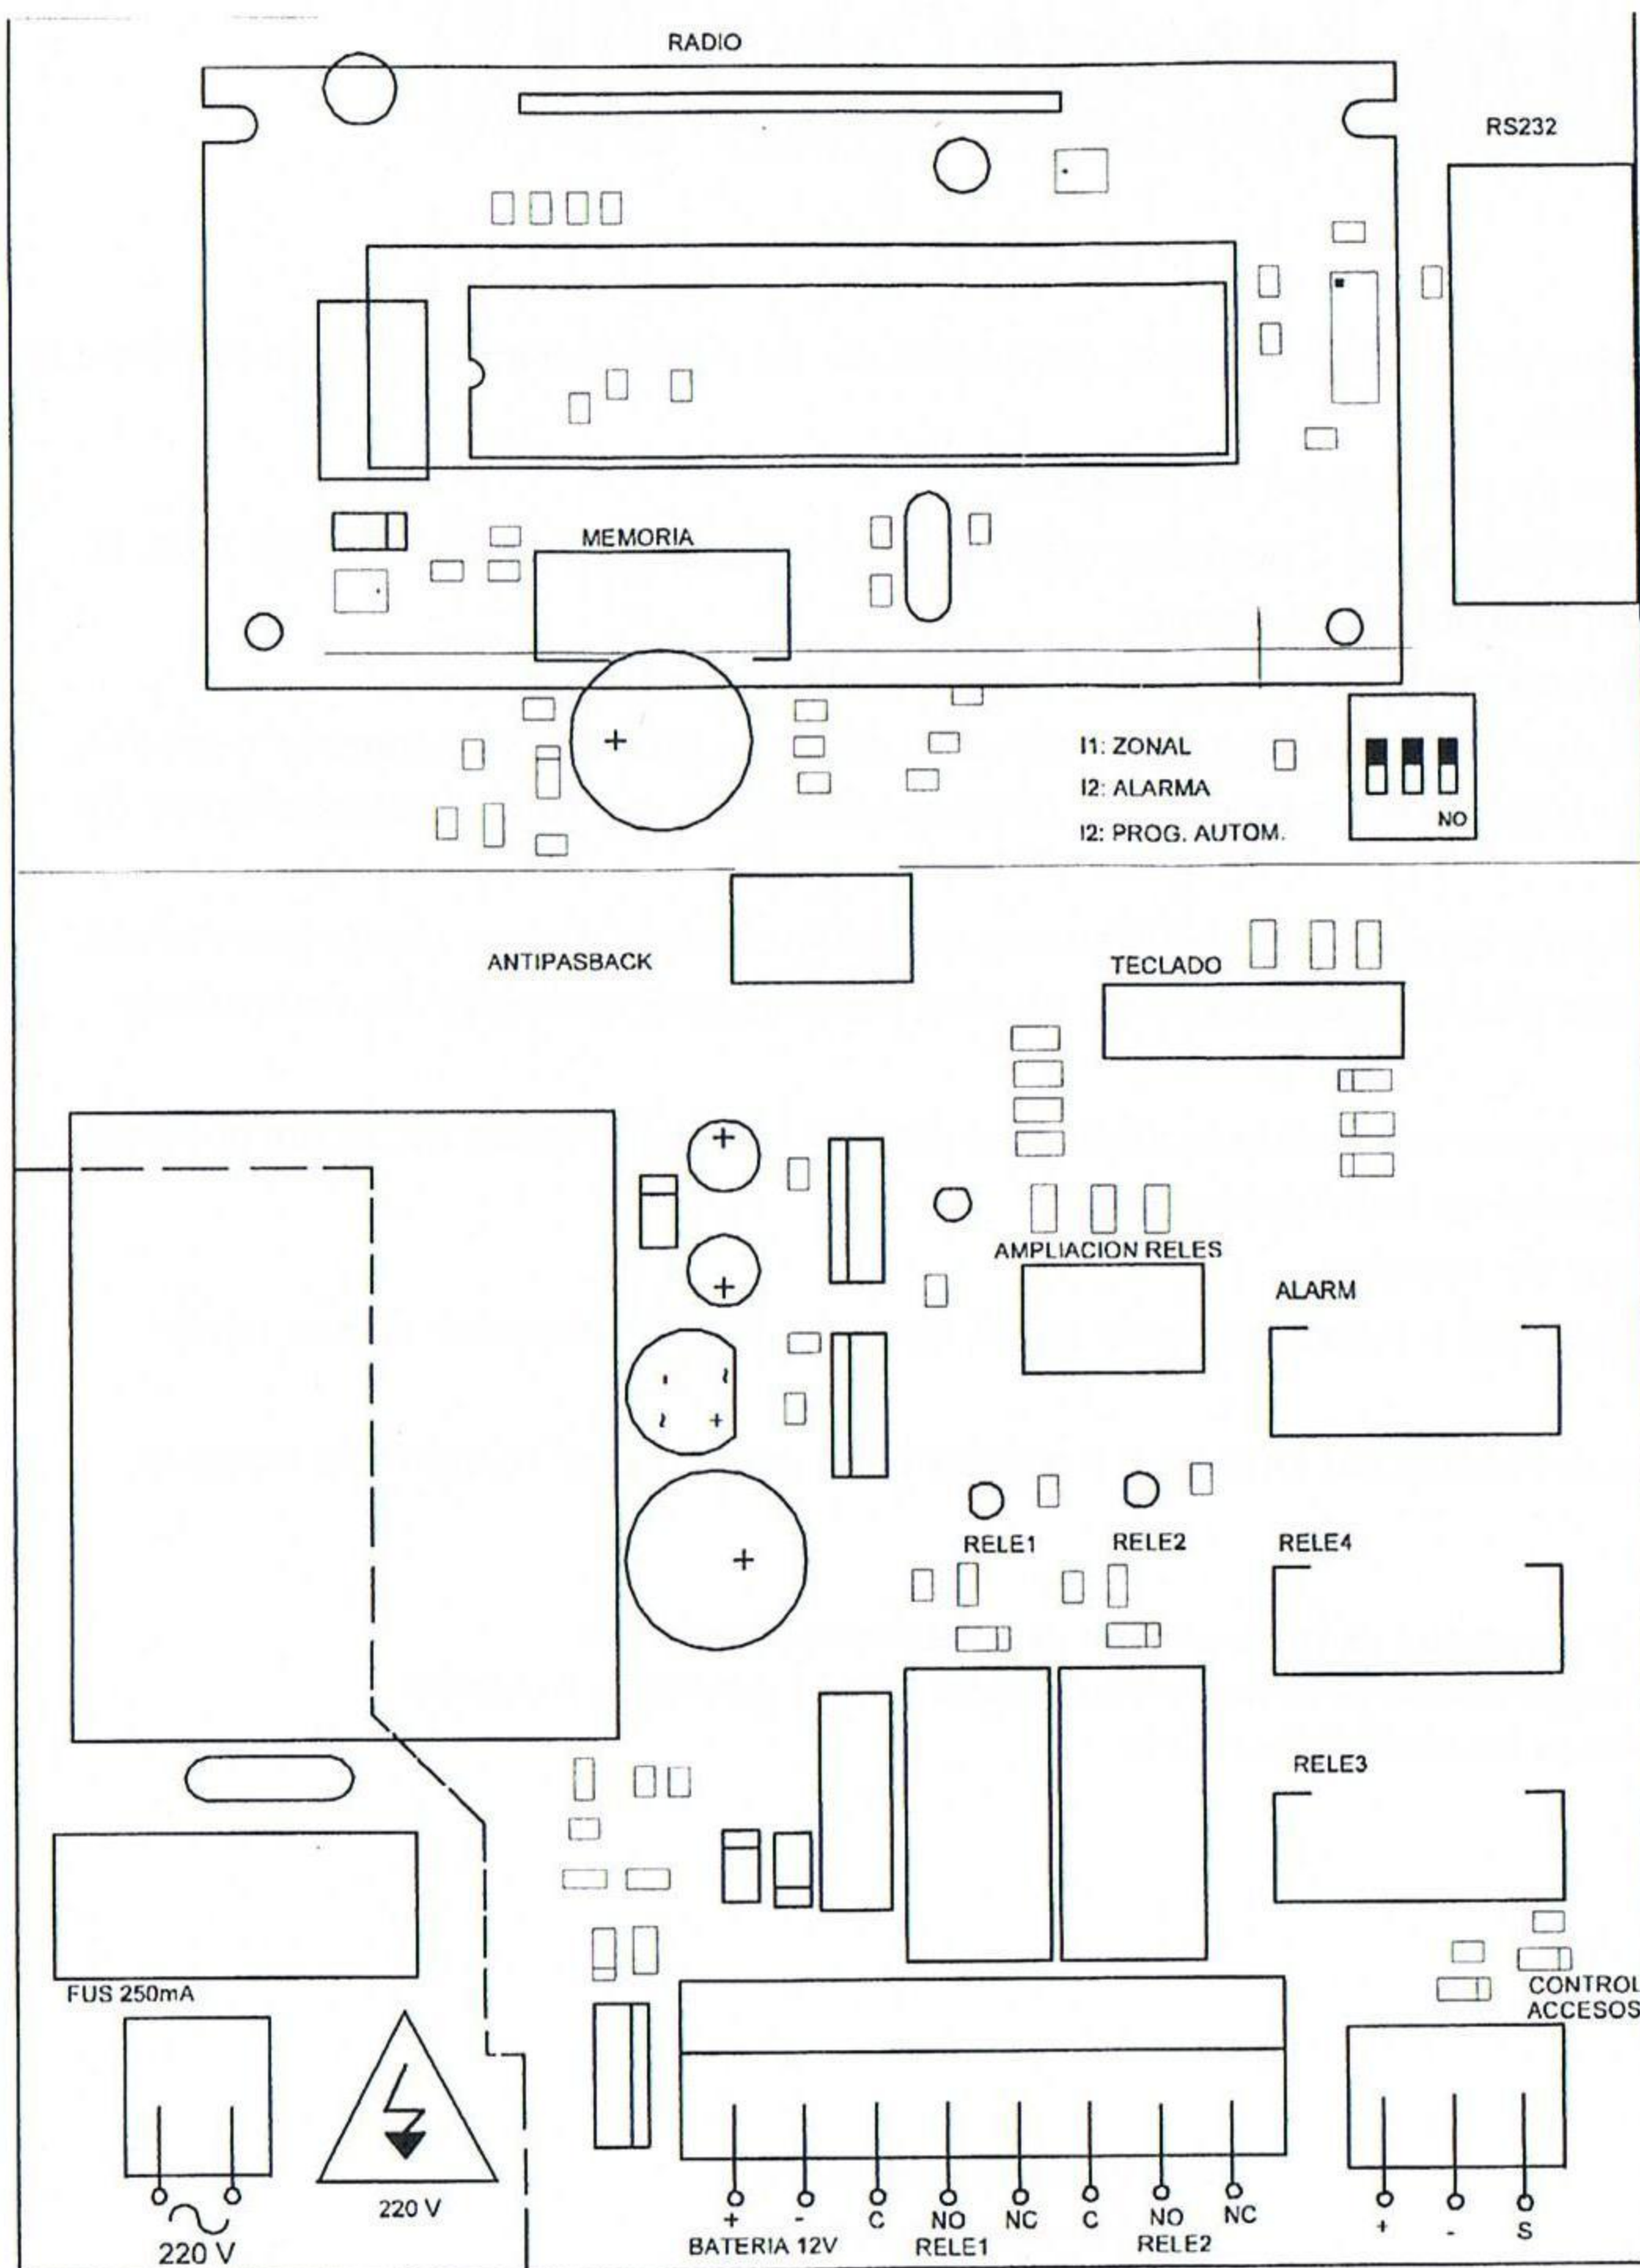 RADIO
RS232
MEMORIA
I1: ZONAL
I2: ALARMA
I2: PROG. AUTOM.
NO
ANTIPASBACK
TECLADO
AMPLIACION RELES
ALARM
RELE1
RELE2
RELE4
RELE3
CONTROL
ACCESOS
FUS 250mA
220 V
220 V
+ - C NO NC C NO NC
BATERIA 12V RELE1 RELE2
+ - S